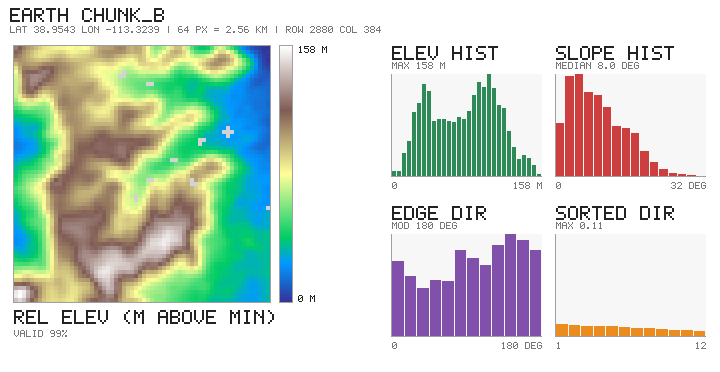 EARTH CHUNK_B
LAT 38.9543 LON -113.3239 | 64 PX = 2.56 KM | ROW 2880 COL 384
158 M
0 M
REL ELEV (M ABOVE MIN)
VALID 99%
ELEV HIST
MAX 158 M
0 158 M
SLOPE HIST
MEDIAN 8.0 DEG
0 32 DEG
EDGE DIR
MOD 180 DEG
0 180 DEG
SORTED DIR
MAX 0.11
1 12